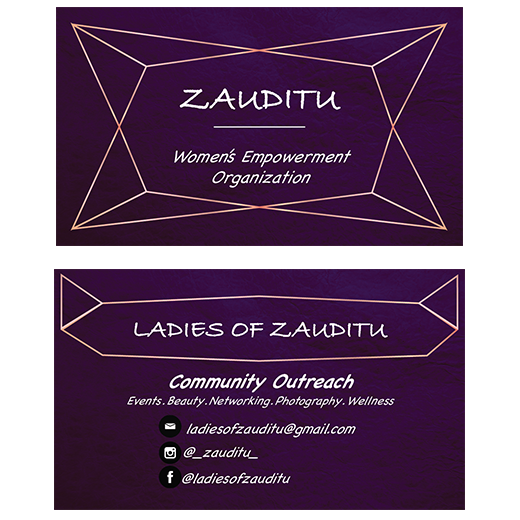 ZAUDITU
Women's Empowerment
Organization
LADIES OF ZAUDITU
Community Outreach
Events. Beauty. Networking. Photography. Wellness
ladiesofzauditu@gmail.com
@_zauditu_
f @ladiesofzauditu